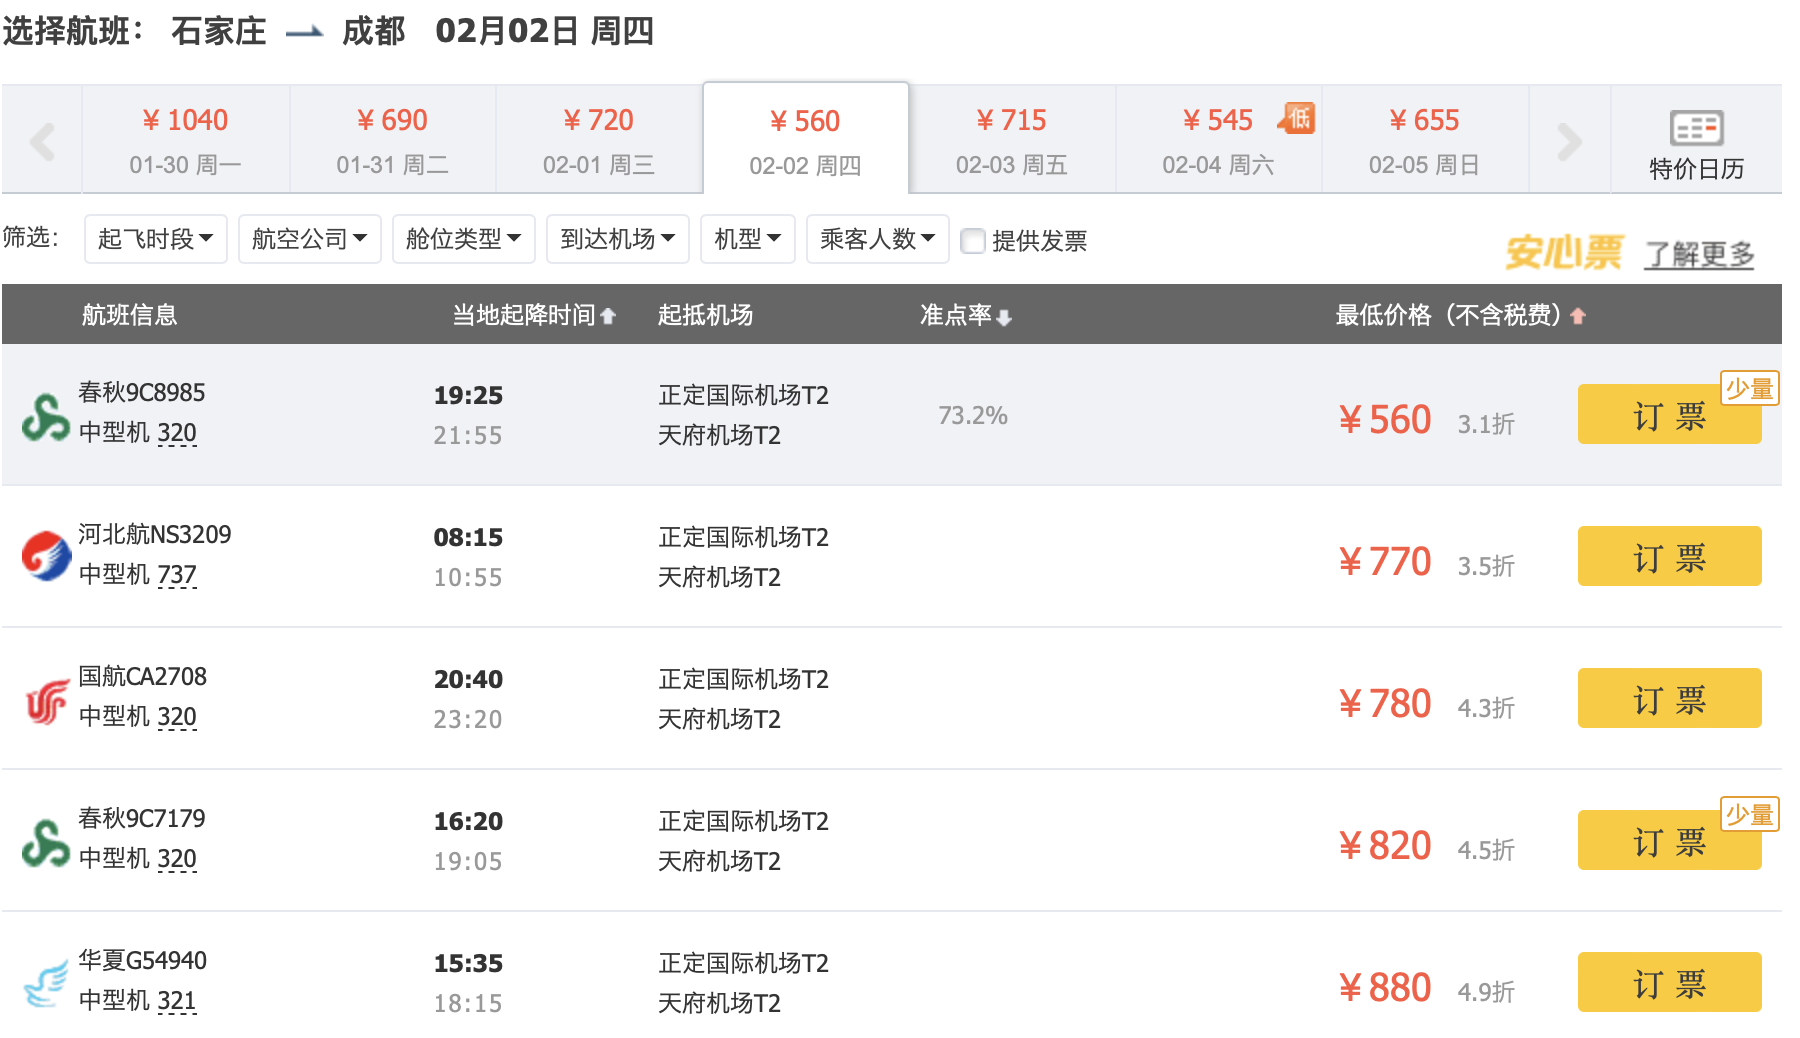 选择航班： 石家庄 成都 02月02日 周四
¥ 1040
01-30 周一
¥ 690
01-31 周二
¥ 720
02-01 周三
¥ 560
02-02 周四
¥ 715
02-03 周五
¥ 545
低
02-04 周六
¥ 655
02-05 周日
特价日历
筛选： 起飞时段 航空公司 舱位类型 到达机场 机型 乘客人数 提供发票
安心票 了解更多
航班信息 当地起降时间 起抵机场 准点率 最低价格（不含税费）
春秋9C8985
中型机 320
19:25
21:55
正定国际机场T2
天府机场T2
73.2%
¥560 3.1折
订票
少量
河北航NS3209
中型机 737
08:15
10:55
正定国际机场T2
天府机场T2
¥770 3.5折
订票
国航CA2708
中型机 320
20:40
23:20
正定国际机场T2
天府机场T2
¥780 4.3折
订票
春秋9C7179
中型机 320
16:20
19:05
正定国际机场T2
天府机场T2
¥820 4.5折
订票
少量
华夏G54940
中型机 321
15:35
18:15
正定国际机场T2
天府机场T2
¥880 4.9折
订票